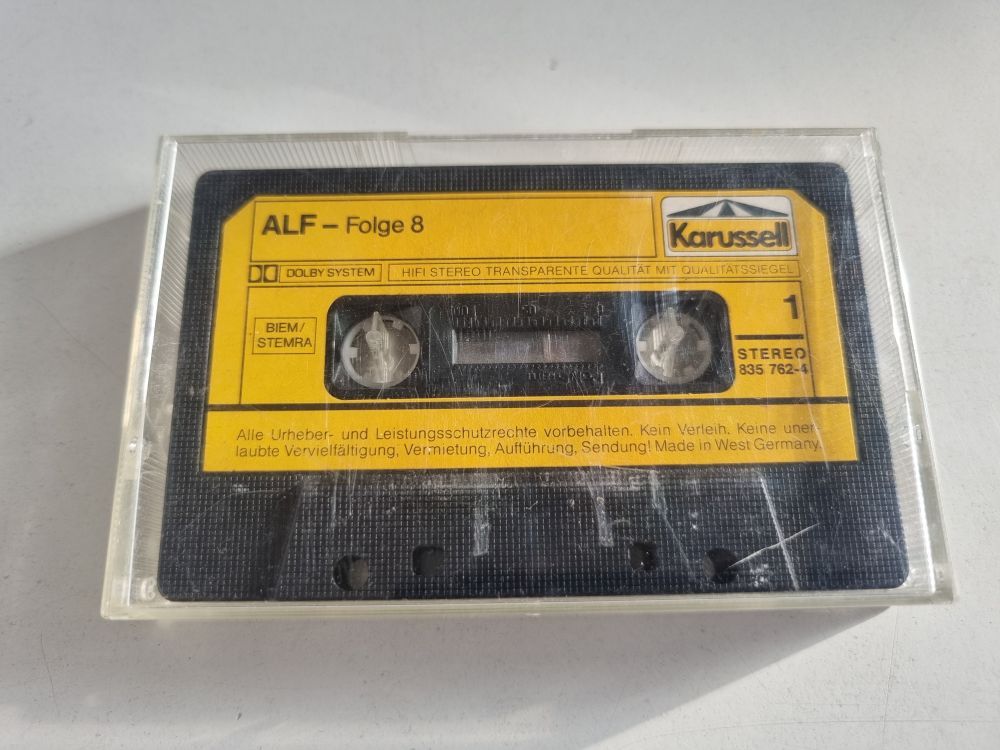 ALF – Folge 8
Karussell
DOLBY SYSTEM
HIFI STEREO TRANSPARENTE QUALITÄT MIT QUALITÄTSSIEGEL
BIEM/
STEMRA
1
STEREO
835 762-4
Alle Urheber- und Leistungsschutzrechte vorbehalten. Kein Verleih. Keine uner-
laubte Vervielfältigung, Vermietung, Aufführung, Sendung! Made in West Germany.